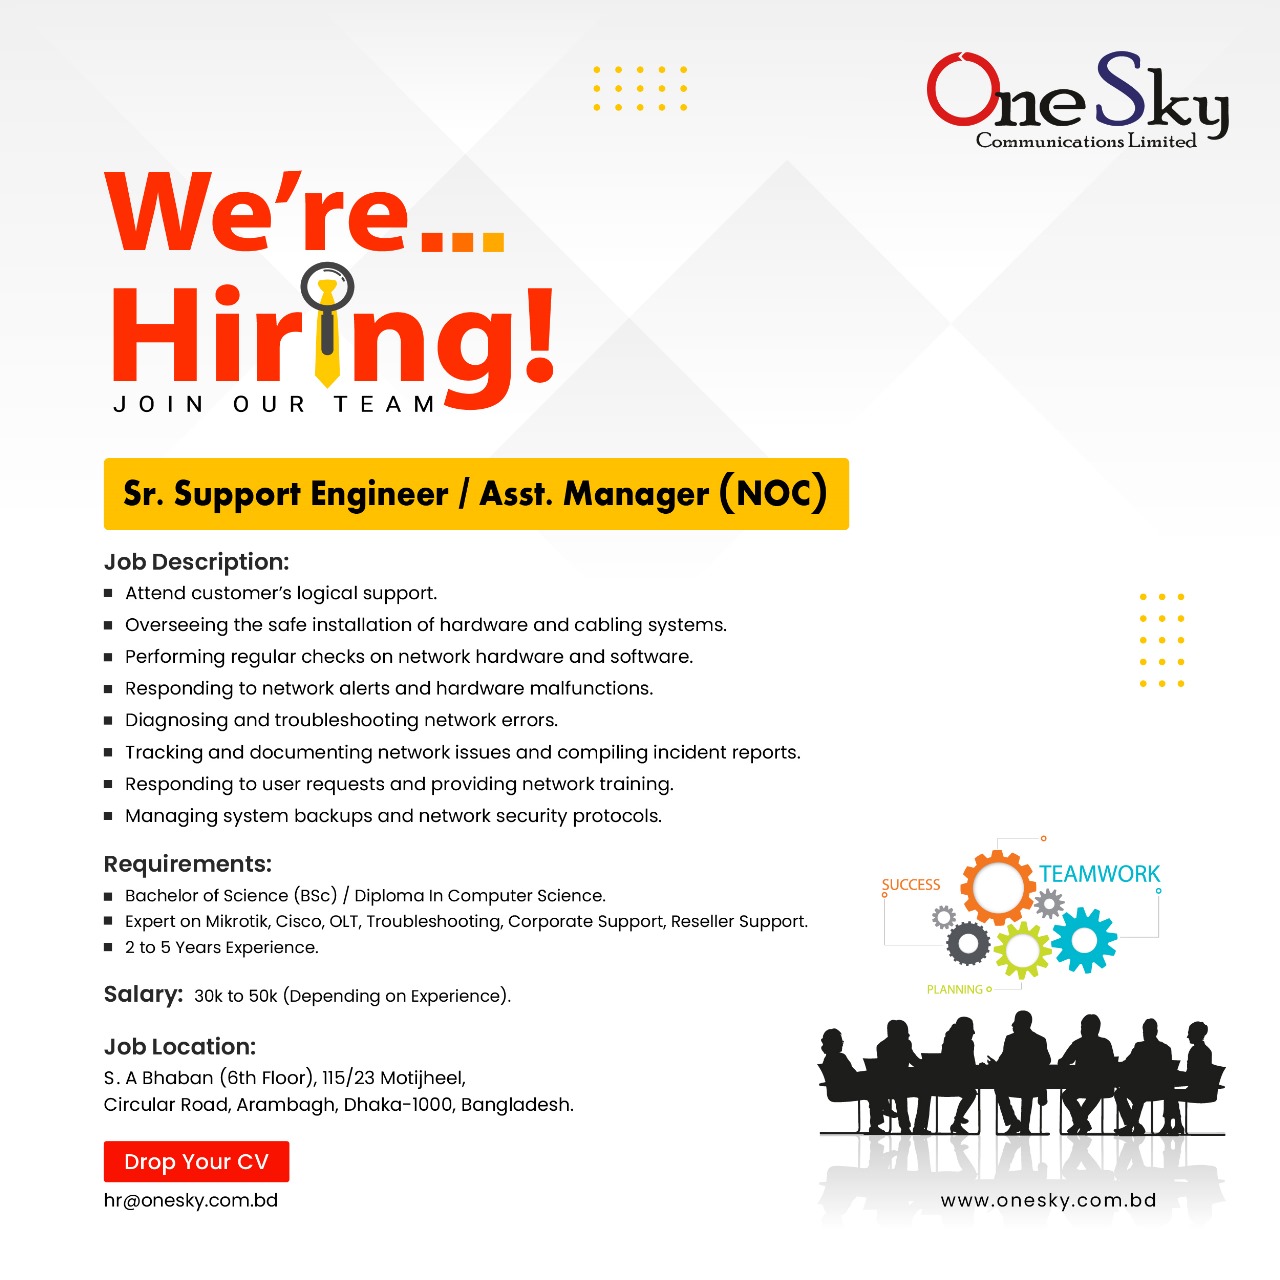 One Sky
Communications Limited
We're...
Hiring!
JOIN OUR TEAM
Sr. Support Engineer / Asst. Manager (NOC)
Job Description:
Attend customer's logical support.
Overseeing the safe installation of hardware and cabling systems.
Performing regular checks on network hardware and software.
Responding to network alerts and hardware malfunctions.
Diagnosing and troubleshooting network errors.
Tracking and documenting network issues and compiling incident reports.
Responding to user requests and providing network training.
Managing system backups and network security protocols.
Requirements:
Bachelor of Science (BSc) / Diploma In Computer Science.
Expert on Mikrotik, Cisco, OLT, Troubleshooting, Corporate Support, Reseller Support.
2 to 5 Years Experience.
Salary: 30k to 50k (Depending on Experience).
Job Location:
S. A Bhaban (6th Floor), 115/23 Motijheel,
Circular Road, Arambagh, Dhaka-1000, Bangladesh.
Drop Your CV
hr@onesky.com.bd
SUCCESS
TEAMWORK
PLANNING
www.onesky.com.bd